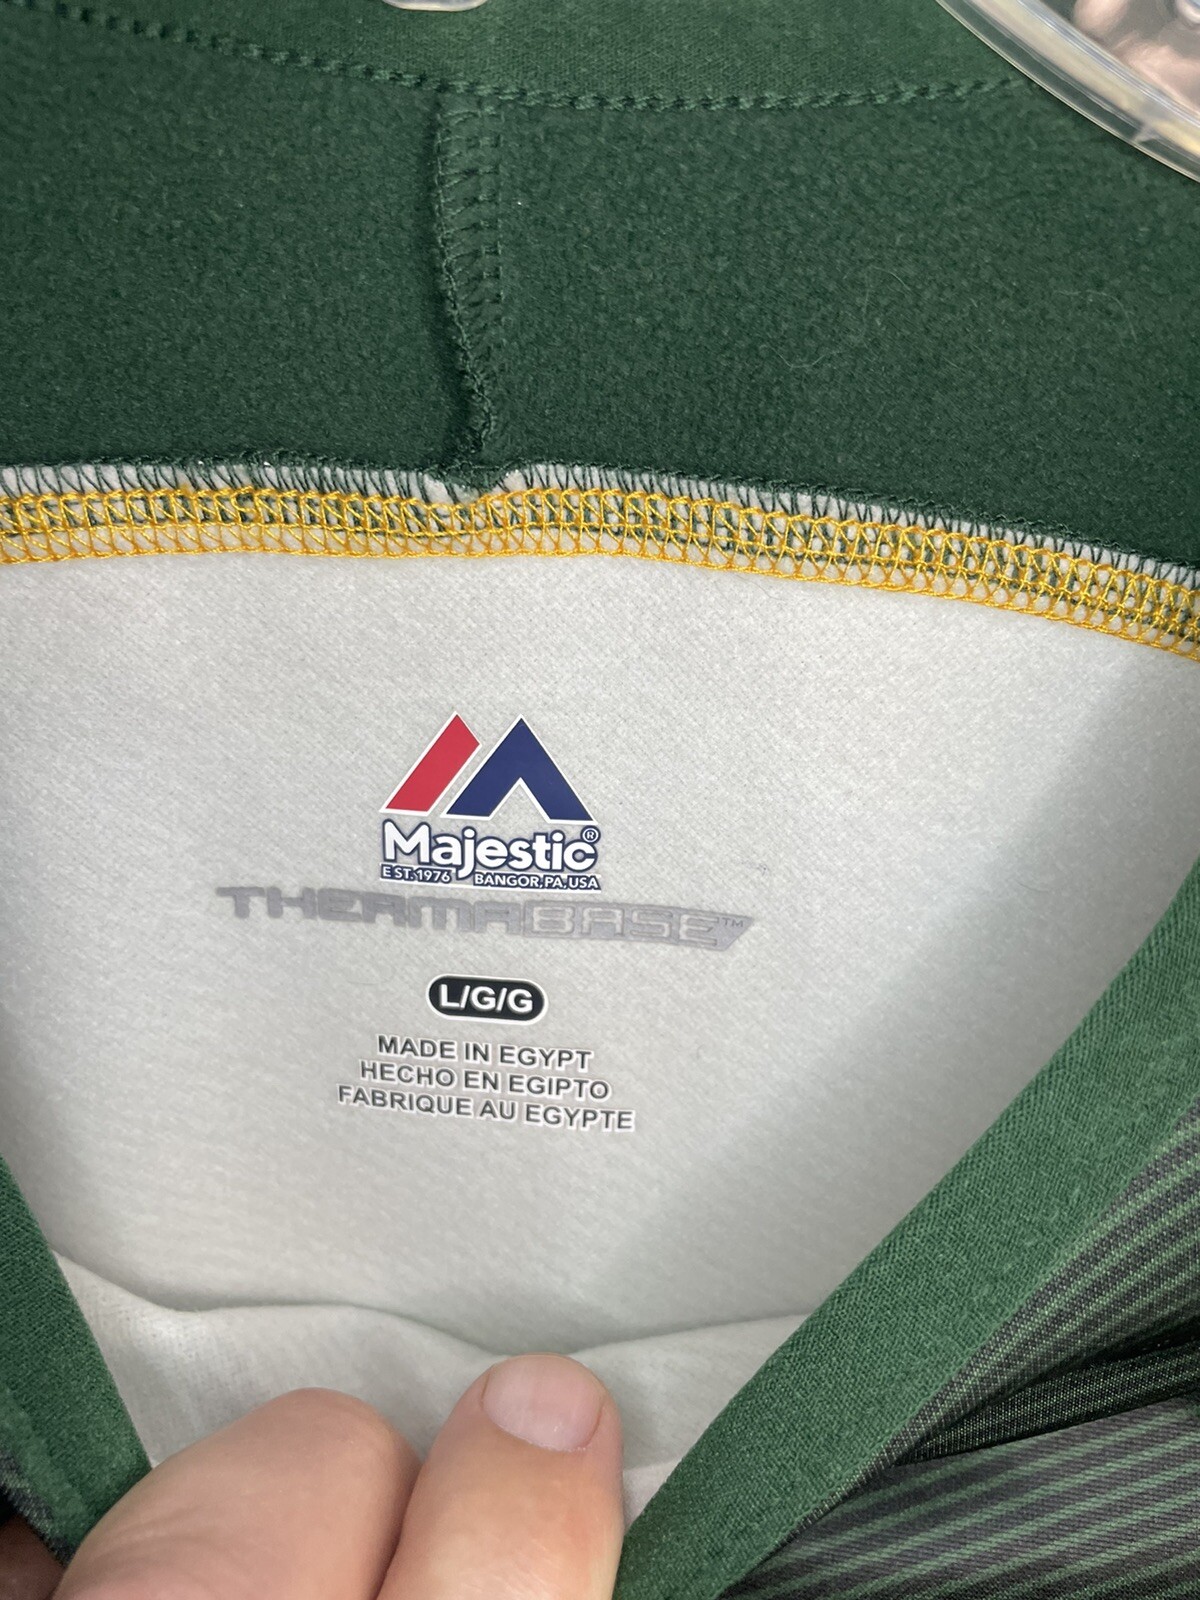 Majestic®
EST.1976 BANGOR, PA, USA
THERMABASE™
L/G/G
MADE IN EGYPT
HECHO EN EGIPTO
FABRIQUE AU EGYPTE